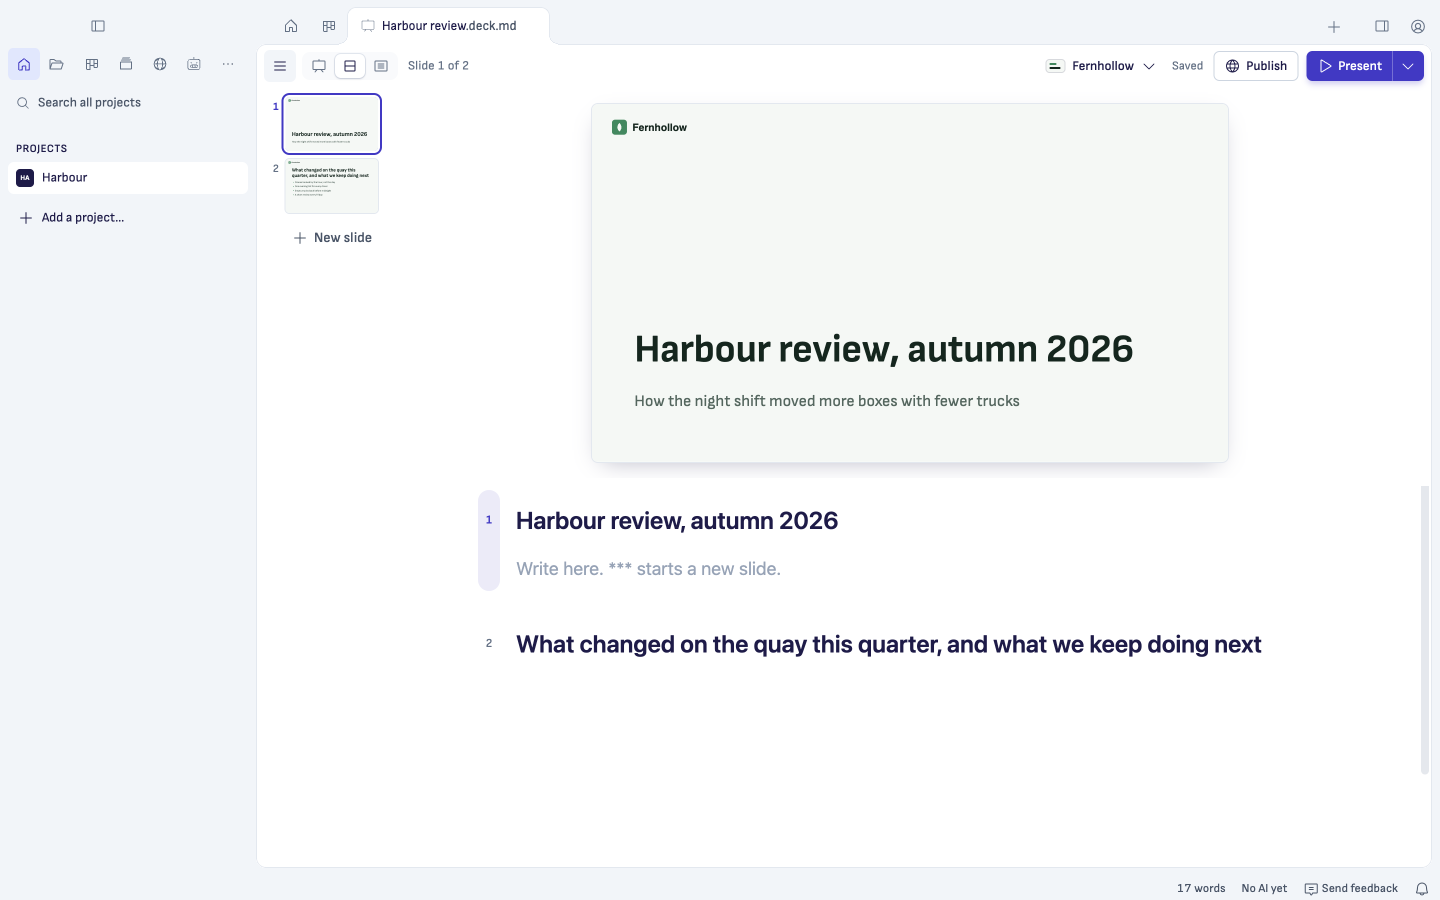 Harbour review.deck.md
Search all projects
PROJECTS
HA
Harbour
Add a project...
Slide 1 of 2
Fernhollow
Saved
Publish
Present
1
Harbour review, autumn 2026
2
What changed on the quay this
quarter, and what we keep doing next
New slide
Fernhollow
Harbour review, autumn 2026
How the night shift moved more boxes with fewer trucks
1
Harbour review, autumn 2026
Write here. *** starts a new slide.
2
What changed on the quay this quarter, and what we keep doing next
17 words
No AI yet
Send feedback